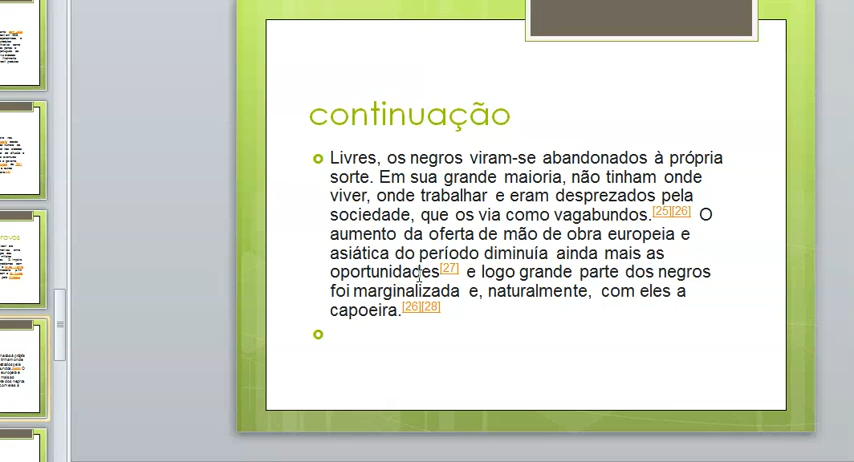 continuação
Livres, os negros viram-se abandonados à própria
sorte. Em sua grande maioria, não tinham onde
viver, onde trabalhar e eram desprezados pela
sociedade, que os via como vagabundos.[25][26] O
aumento da oferta de mão de obra europeia e
asiática do período diminuía ainda mais as
oportunidades[27] e logo grande parte dos negros
foi marginalizada e, naturalmente, com eles a
capoeira.[26][28]